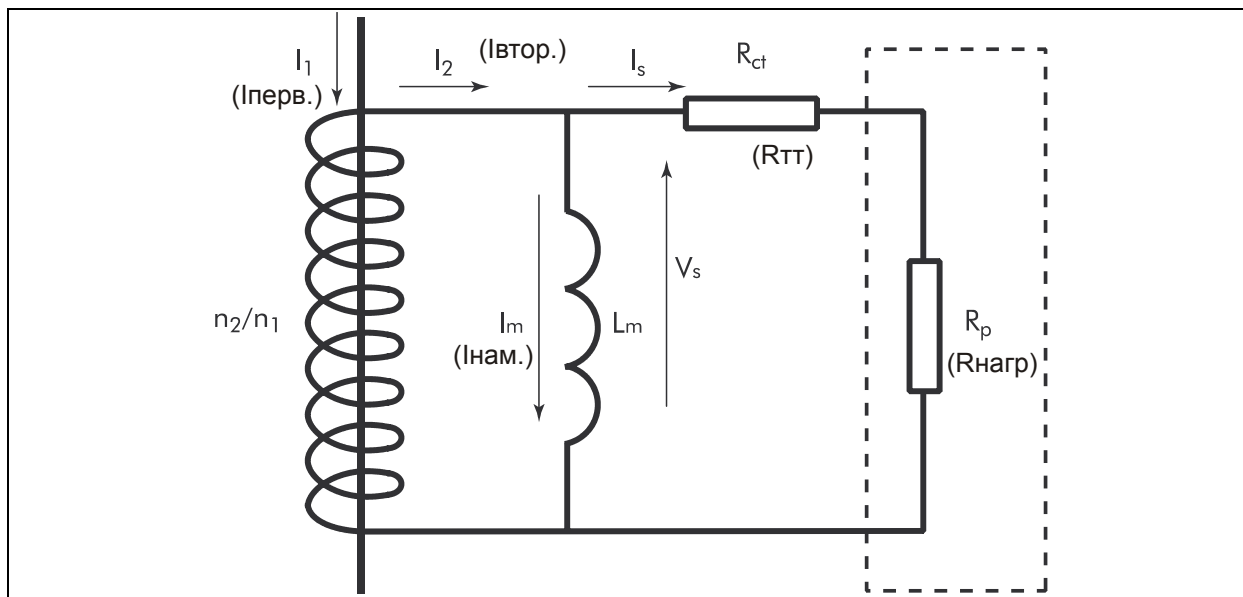 I1
(Iперв.)
I2
(Iвтор.)
Is
Rct
(Rтт)
n2/n1
Im
(Iнам.)
Lm
Vs
Rp
(Rнагр)